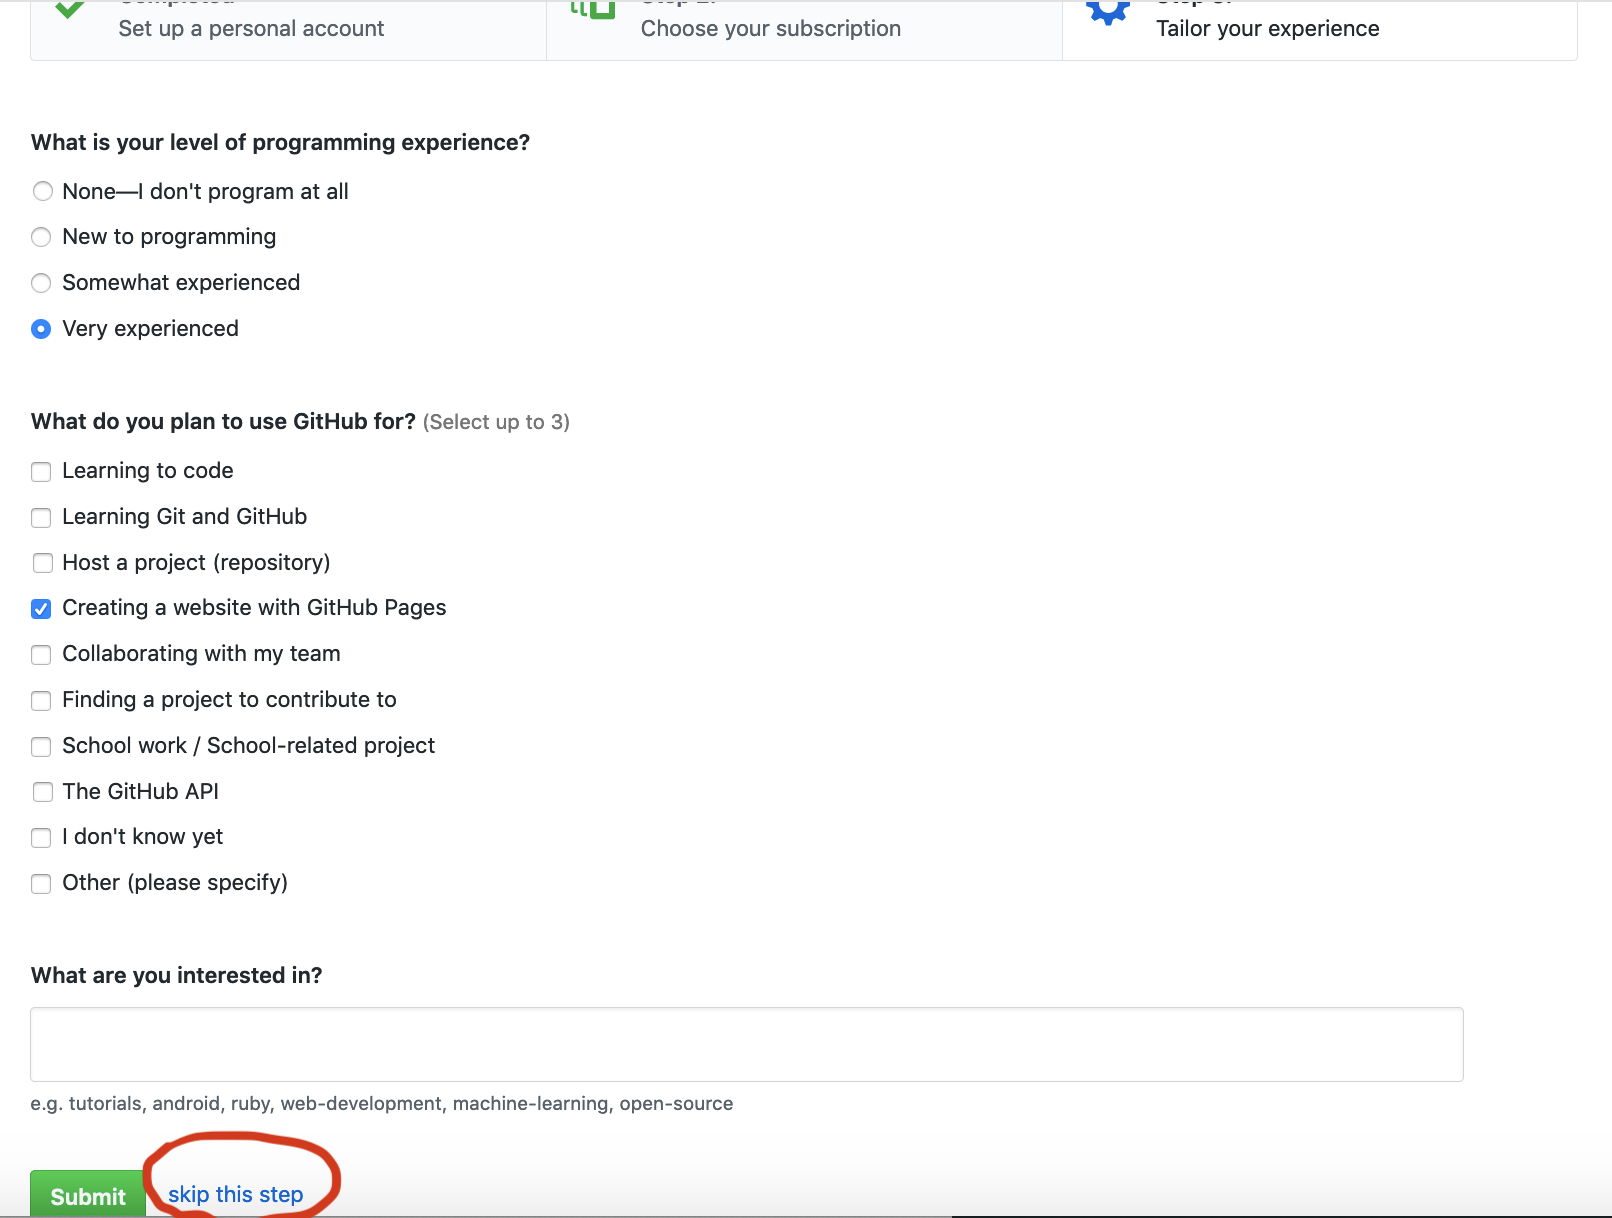 Set up a personal account
Choose your subscription
Tailor your experience
What is your level of programming experience?
None—I don't program at all
New to programming
Somewhat experienced
Very experienced
What do you plan to use GitHub for? (Select up to 3)
Learning to code
Learning Git and GitHub
Host a project (repository)
Creating a website with GitHub Pages
Collaborating with my team
Finding a project to contribute to
School work / School-related project
The GitHub API
I don't know yet
Other (please specify)
What are you interested in?
e.g. tutorials, android, ruby, web-development, machine-learning, open-source
Submit
skip this step